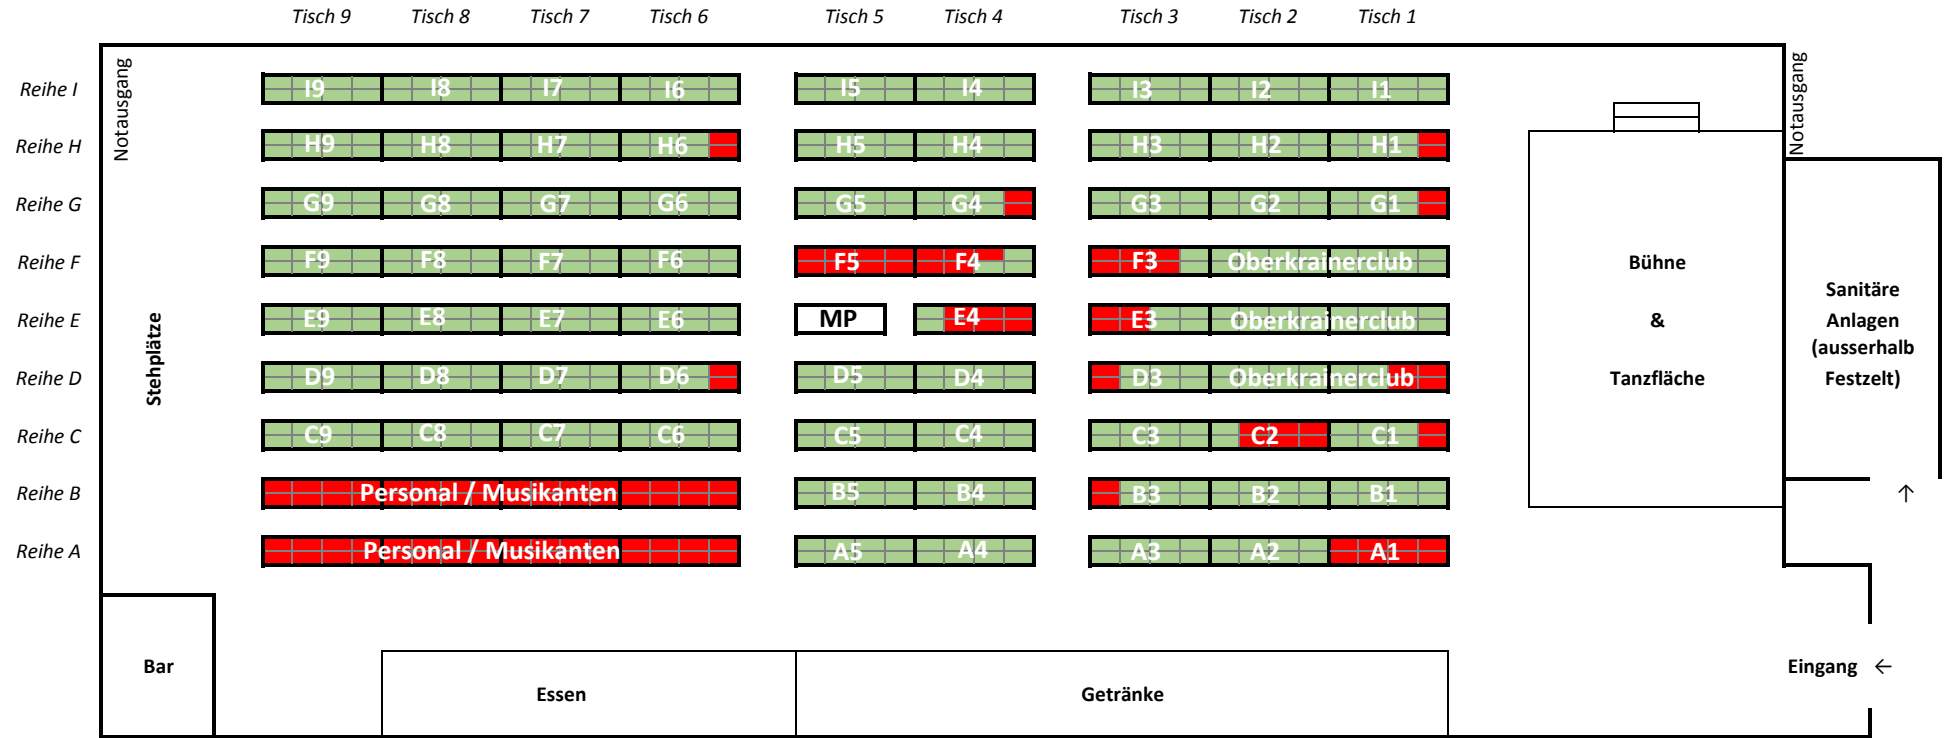 Tisch 9 Tisch 8 Tisch 7 Tisch 6 Tisch 5 Tisch 4 Tisch 3 Tisch 2 Tisch 1
Notausgang
Notausgang
Reihe I I9 I8 I7 I6 I5 I4 I3 I2 I1
Reihe H H9 H8 H7 H6 H5 H4 H3 H2 H1
Reihe G G9 G8 G7 G6 G5 G4 G3 G2 G1
Reihe F F9 F8 F7 F6 F5 F4 F3 Oberkrainerclub
Reihe E E9 E8 E7 E6 MP E4 E3 Oberkrainerclub
Reihe D D9 D8 D7 D6 D5 D4 D3 Oberkrainerclub
Reihe C C9 C8 C7 C6 C5 C4 C3 C2 C1
Reihe B Personal / Musikanten B5 B4 B3 B2 B1
Reihe A Personal / Musikanten A5 A4 A3 A2 A1
Stehplätze
Bühne
&
Tanzfläche
Sanitäre
Anlagen
(ausserhalb
Festzelt)
↑
Bar
Essen
Getränke
Eingang ←